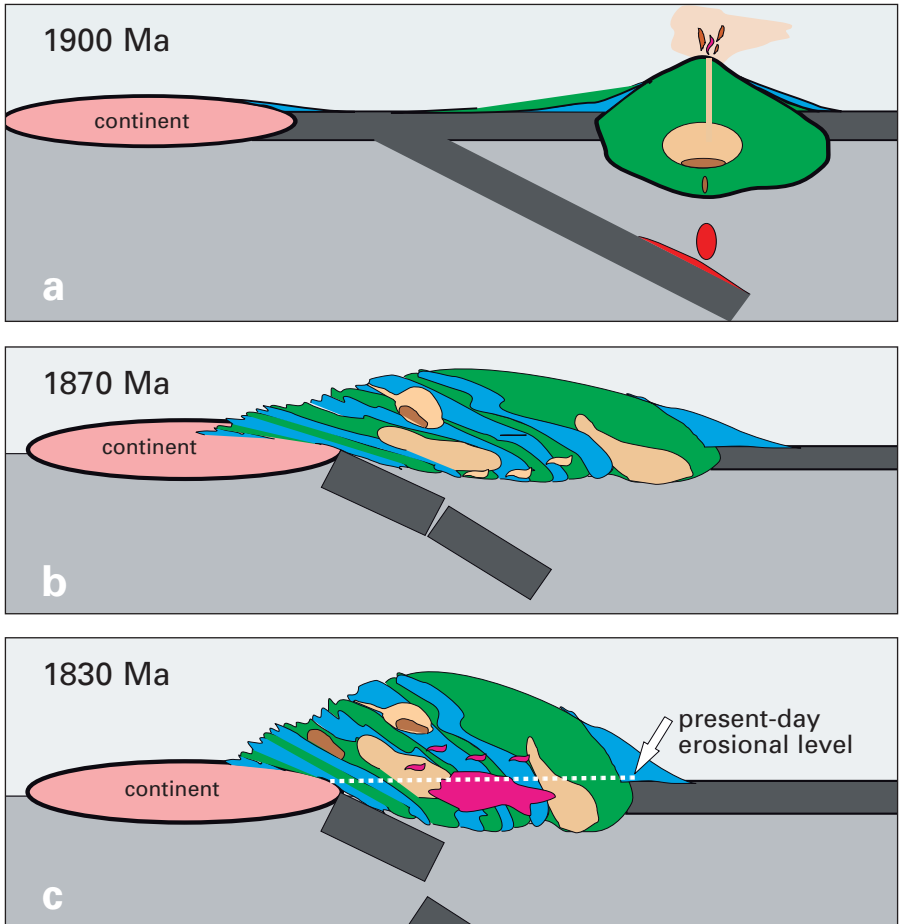 1900 Ma
continent
a
1870 Ma
continent
b
1830 Ma
present-day
erosional level
continent
c